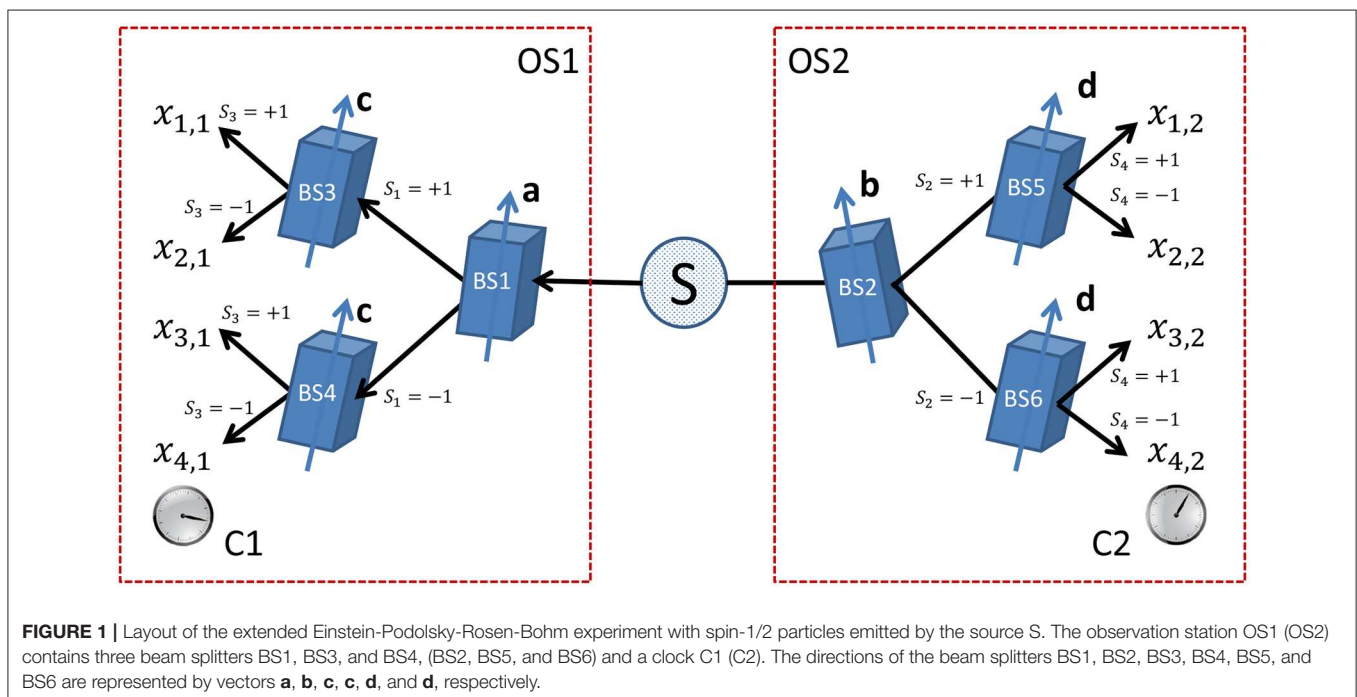 OS1
OS2
c
S₃ = +1
x₁,₁
BS3
S₁ = +1
S₃ = −1
x₂,₁
a
BS1
c
S₃ = +1
x₃,₁
BS4
S₁ = −1
S₃ = −1
x₄,₁
C1
S
b
BS2
d
S₂ = +1
BS5
x₁,₂
S₄ = +1
S₄ = −1
x₂,₂
d
S₂ = −1
BS6
x₃,₂
S₄ = +1
S₄ = −1
x₄,₂
C2
FIGURE 1 | Layout of the extended Einstein-Podolsky-Rosen-Bohm experiment with spin-1/2 particles emitted by the source S. The observation station OS1 (OS2)
contains three beam splitters BS1, BS3, and BS4, (BS2, BS5, and BS6) and a clock C1 (C2). The directions of the beam splitters BS1, BS2, BS3, BS4, BS5, and
BS6 are represented by vectors a, b, c, c, d, and d, respectively.